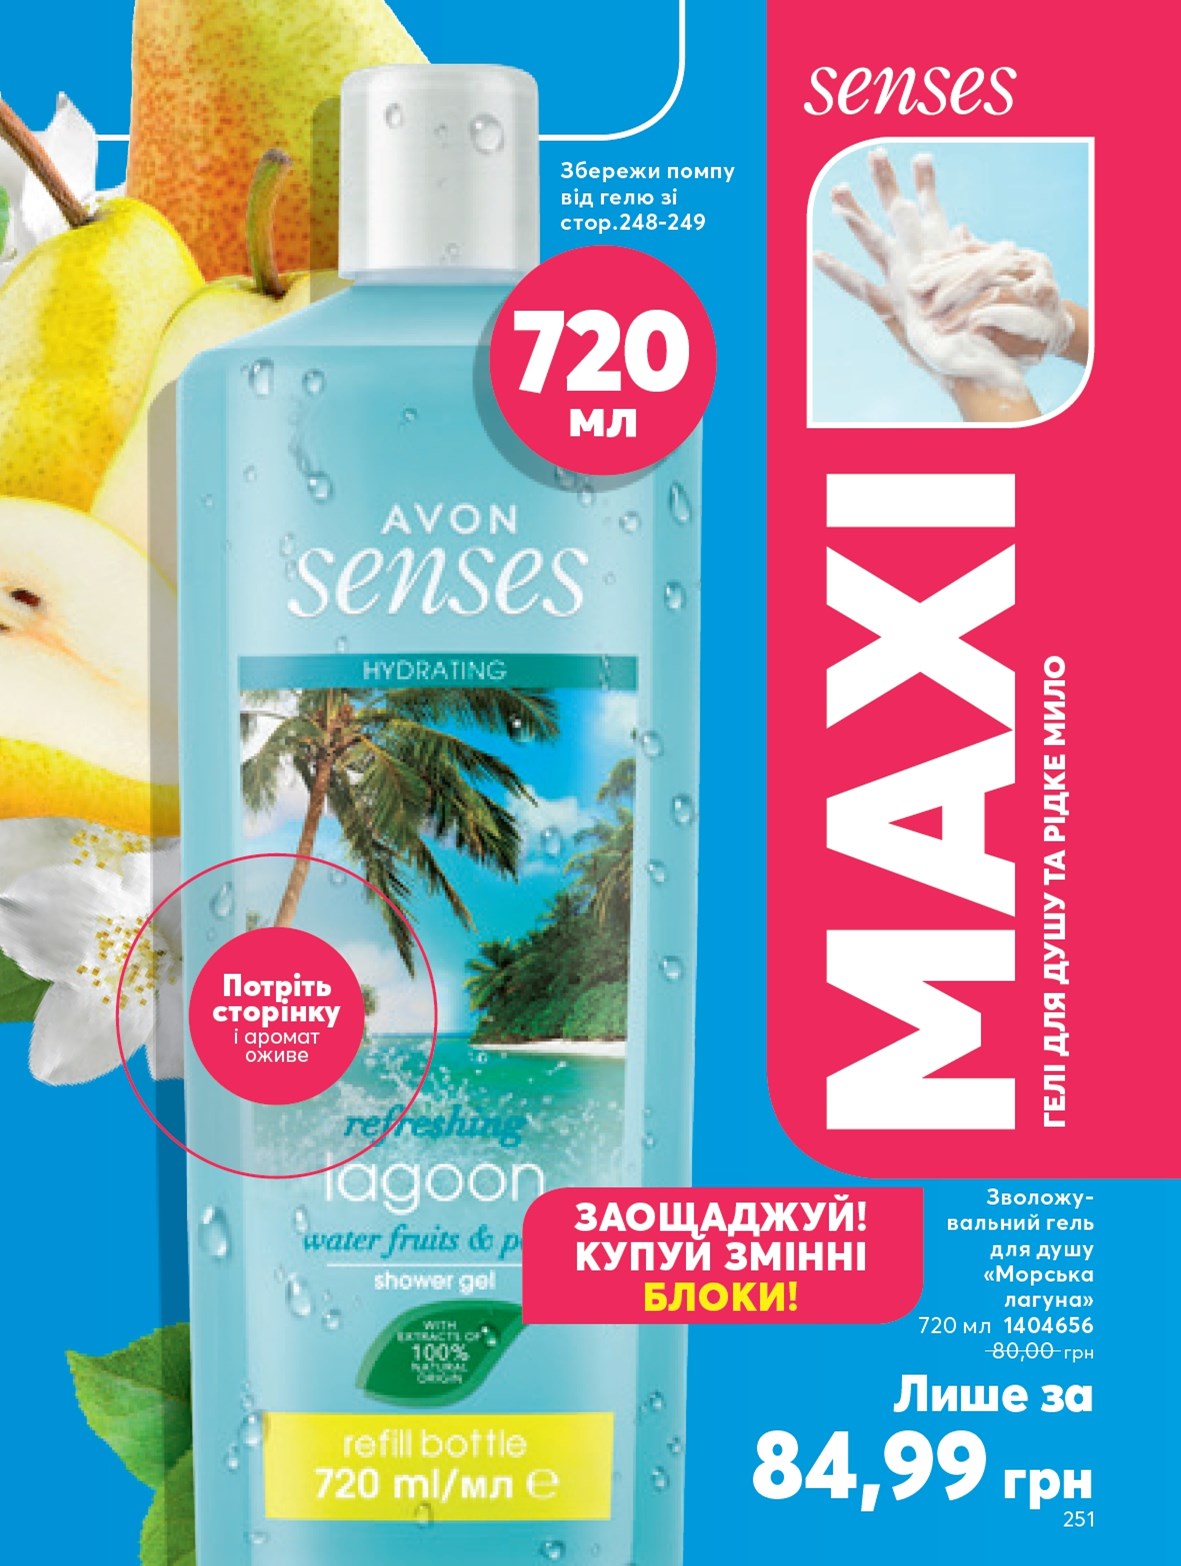 senses
Збережи помпу
від гелю зі
стор.248-249
720
мл
AVON
senses
HYDRATING
MAXI
ГЕЛІ ДЛЯ ДУШУ ТА РІДКЕ МИЛО
Потріть
сторінку
і аромат
оживе
refreshing
lagoon
water fruits & p
shower gel
WITH
EXTRACTS OF
100%
NATURAL
ORIGIN
refill bottle
720 ml/мл e
ЗАОЩАДЖУЙ!
КУПУЙ ЗМІННІ
БЛОКИ!
Зволожу-
вальний гель
для душу
«Морська
лагуна»
720 мл 1404656
80,00 грн
Лише за
84,99 грн
251